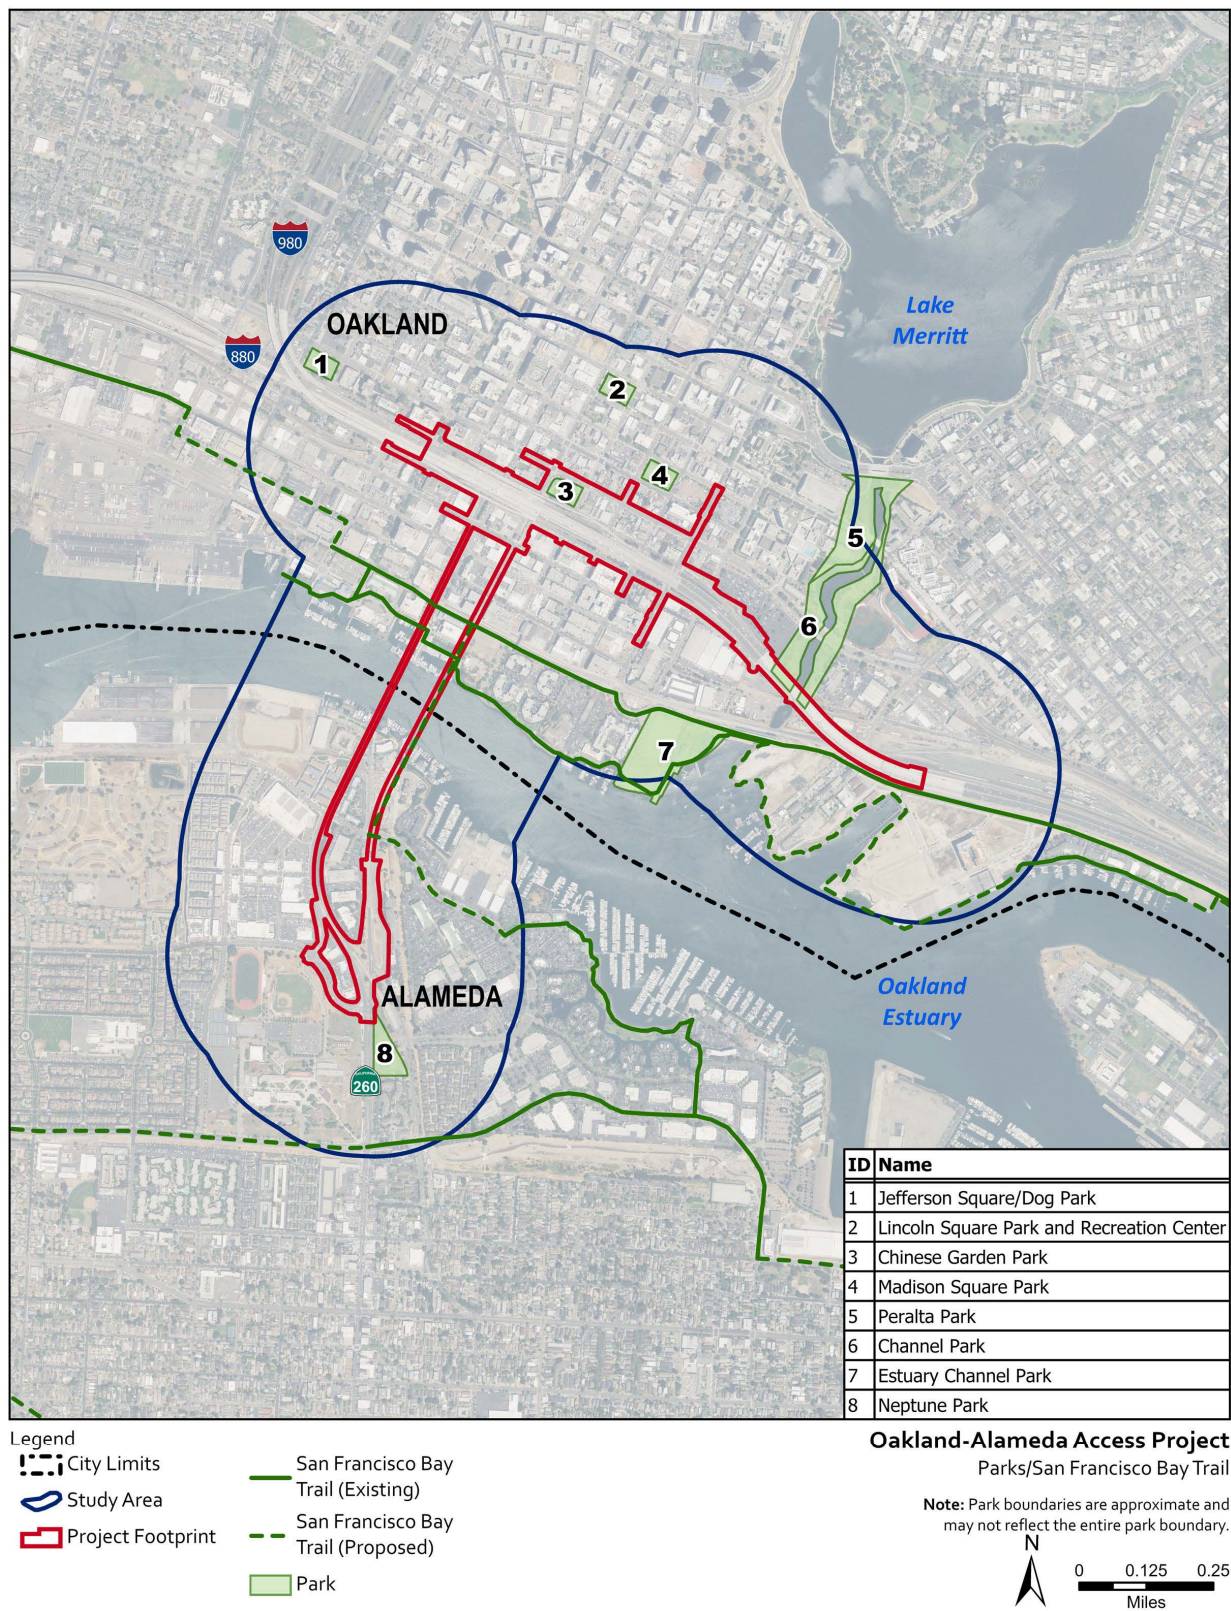 980
OAKLAND
880
Lake
Merritt
1
2
3
4
5
6
7
Oakland
Estuary
ALAMEDA
8
CALIFORNIA
260
ID Name
1 Jefferson Square/Dog Park
2 Lincoln Square Park and Recreation Center
3 Chinese Garden Park
4 Madison Square Park
5 Peralta Park
6 Channel Park
7 Estuary Channel Park
8 Neptune Park
Legend
City Limits
Study Area
Project Footprint
San Francisco Bay
Trail (Existing)
San Francisco Bay
Trail (Proposed)
Park
Oakland-Alameda Access Project
Parks/San Francisco Bay Trail
Note: Park boundaries are approximate and
may not reflect the entire park boundary.
N
0 0.125 0.25
Miles